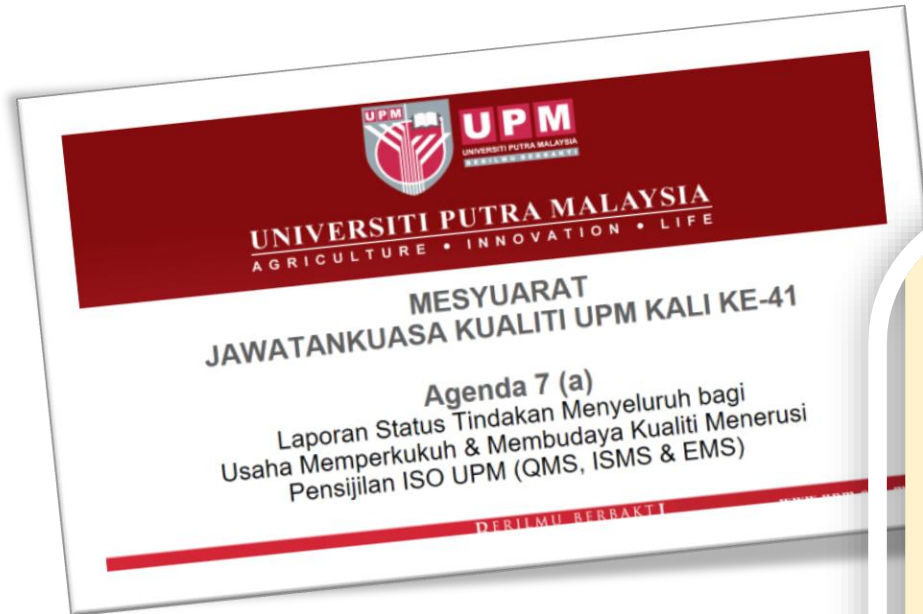 UPM
UPM
UNIVERSITI PUTRA MALAYSIA
BERILMU BERBAKTI
UNIVERSITI PUTRA MALAYSIA
AGRICULTURE • INNOVATION • LIFE
MESYUARAT
JAWATANKUASA KUALITI UPM KALI KE-41
Agenda 7 (a)
Laporan Status Tindakan Menyeluruh bagi
Usaha Memperkukuh & Membudaya Kualiti Menerusi
Pensijilan ISO UPM (QMS, ISMS & EMS)
BERILMU BERBAKTI